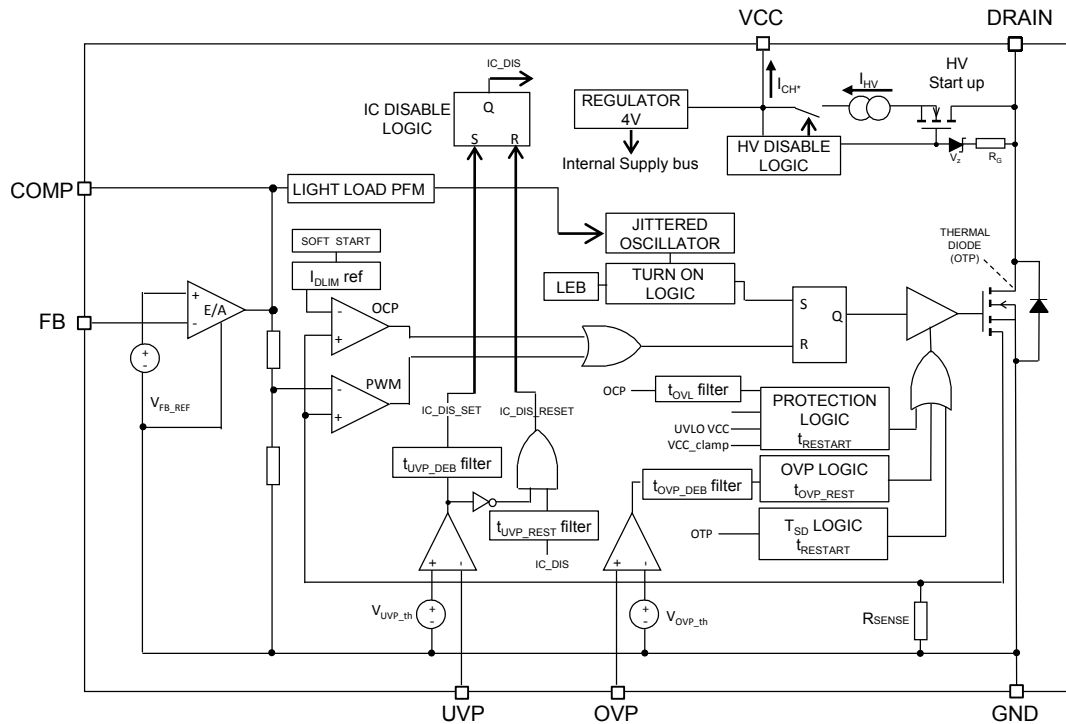 VCC
DRAIN
IC_DIS
Q
S
R
IC DISABLE
LOGIC
REGULATOR
4V
Internal Supply bus
I_CH*
I_HV
HV
Start up
HV DISABLE
LOGIC
V_Z
R_G
COMP
LIGHT LOAD PFM
JITTERED
OSCILLATOR
SOFT START
I_DLIM ref
LEB
TURN ON
LOGIC
THERMAL
DIODE
(OTP)
FB
+
-
E/A
-
OCP
+
S
Q
R
+
-
V_FB_REF
-
PWM
+
OCP
t_OVL filter
PROTECTION
LOGIC
t_RESTART
UVLO VCC
VCC_clamp
IC_DIS_SET
IC_DIS_RESET
t_UVP_DEB filter
t_OVP_DEB filter
OVP LOGIC
t_OVP_REST
t_UVP_REST filter
OTP
T_SD LOGIC
t_RESTART
IC_DIS
+
-
+
-
V_UVP_th
+
-
V_OVP_th
+
-
RSENSE
UVP
OVP
GND